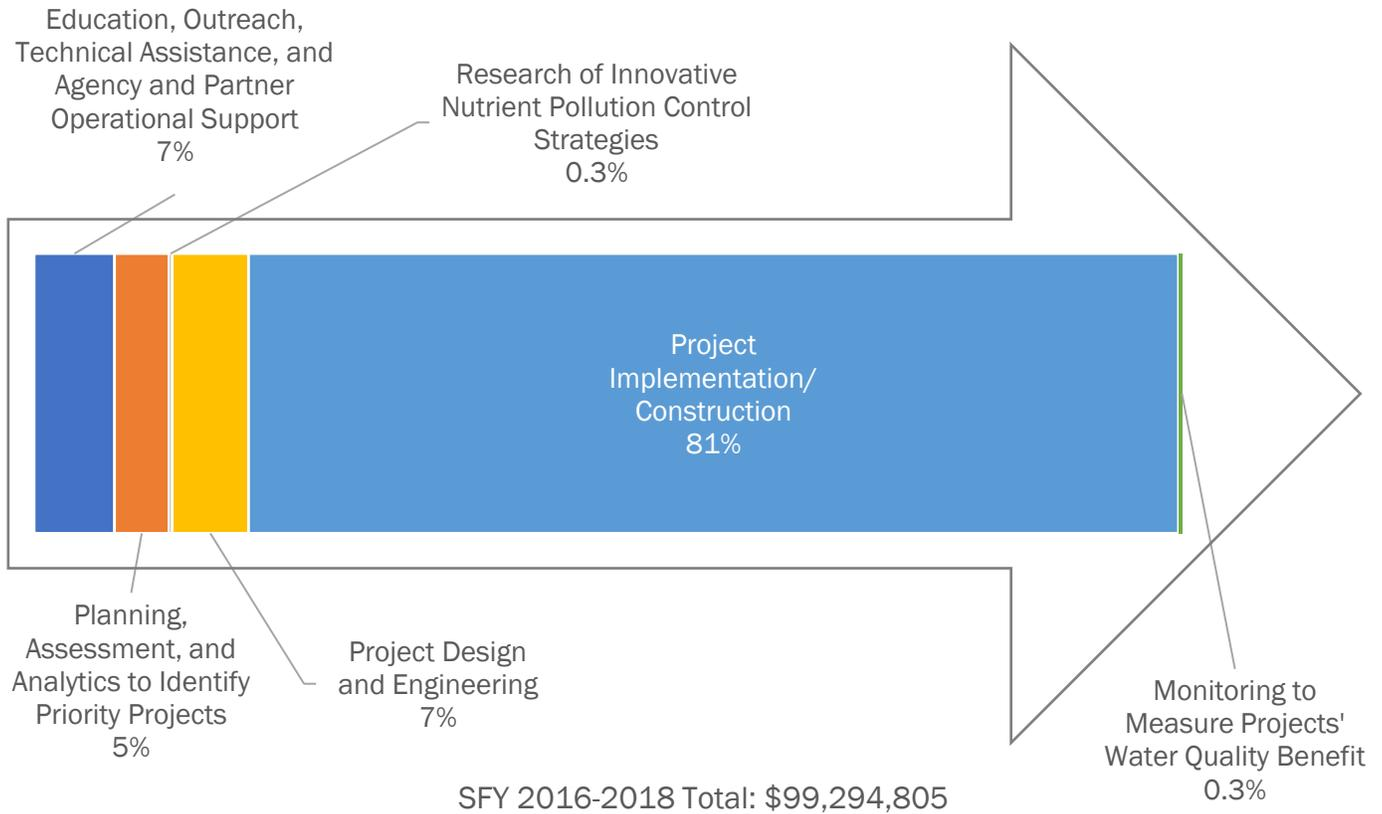 Education, Outreach,
Technical Assistance, and
Agency and Partner
Operational Support
7%
Research of Innovative
Nutrient Pollution Control
Strategies
0.3%
Project
Implementation/
Construction
81%
Planning,
Assessment, and
Analytics to Identify
Priority Projects
5%
Project Design
and Engineering
7%
Monitoring to
Measure Projects'
Water Quality Benefit
0.3%
SFY 2016-2018 Total: $99,294,805